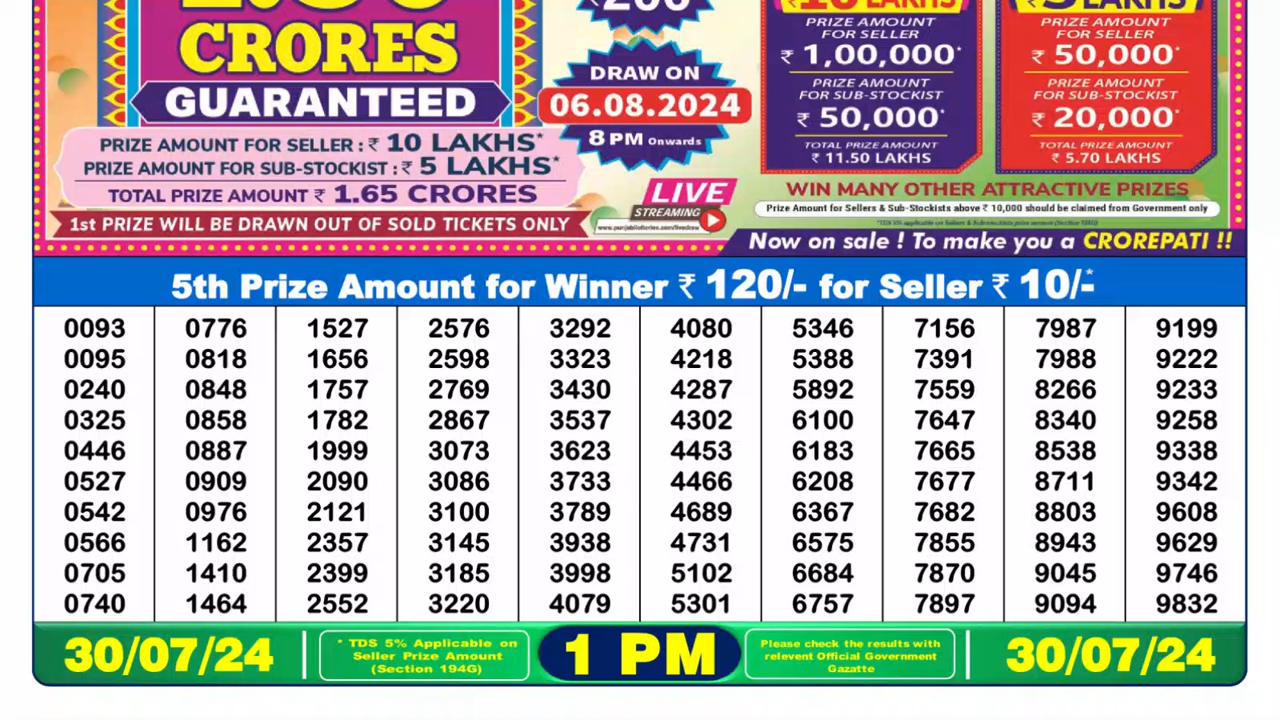 CRORES
GUARANTEED
PRIZE AMOUNT FOR SELLER : ₹ 10 LAKHS*
PRIZE AMOUNT FOR SUB-STOCKIST : ₹ 5 LAKHS*
TOTAL PRIZE AMOUNT ₹ 1.65 CRORES
1st PRIZE WILL BE DRAWN OUT OF SOLD TICKETS ONLY
₹200
DRAW ON
06.08.2024
8 PM Onwards
LIVE
STREAMING
₹10 LAKHS
PRIZE AMOUNT
FOR SELLER
₹ 1,00,000*
PRIZE AMOUNT
FOR SUB-STOCKIST
₹ 50,000*
TOTAL PRIZE AMOUNT
₹ 11.50 LAKHS
₹5 LAKHS
PRIZE AMOUNT
FOR SELLER
₹ 50,000*
PRIZE AMOUNT
FOR SUB-STOCKIST
₹ 20,000*
TOTAL PRIZE AMOUNT
₹ 5.70 LAKHS
WIN MANY OTHER ATTRACTIVE PRIZES
Prize Amount for Sellers & Sub-Stockists above ₹ 10,000 should be claimed from Government only
Now on sale ! To make you a CROREPATI !!
5th Prize Amount for Winner ₹ 120/- for Seller ₹ 10/-*
0093 0776 1527 2576 3292 4080 5346 7156 7987 9199
0095 0818 1656 2598 3323 4218 5388 7391 7988 9222
0240 0848 1757 2769 3430 4287 5892 7559 8266 9233
0325 0858 1782 2867 3537 4302 6100 7647 8340 9258
0446 0887 1999 3073 3623 4453 6183 7665 8538 9338
0527 0909 2090 3086 3733 4466 6208 7677 8711 9342
0542 0976 2121 3100 3789 4689 6367 7682 8803 9608
0566 1162 2357 3145 3938 4731 6575 7855 8943 9629
0705 1410 2399 3185 3998 5102 6684 7870 9045 9746
0740 1464 2552 3220 4079 5301 6757 7897 9094 9832
30/07/24
* TDS 5% Applicable on
Seller Prize Amount
(Section 194G)
1 PM
Please check the results with
relevent Official Government
Gazatte
30/07/24